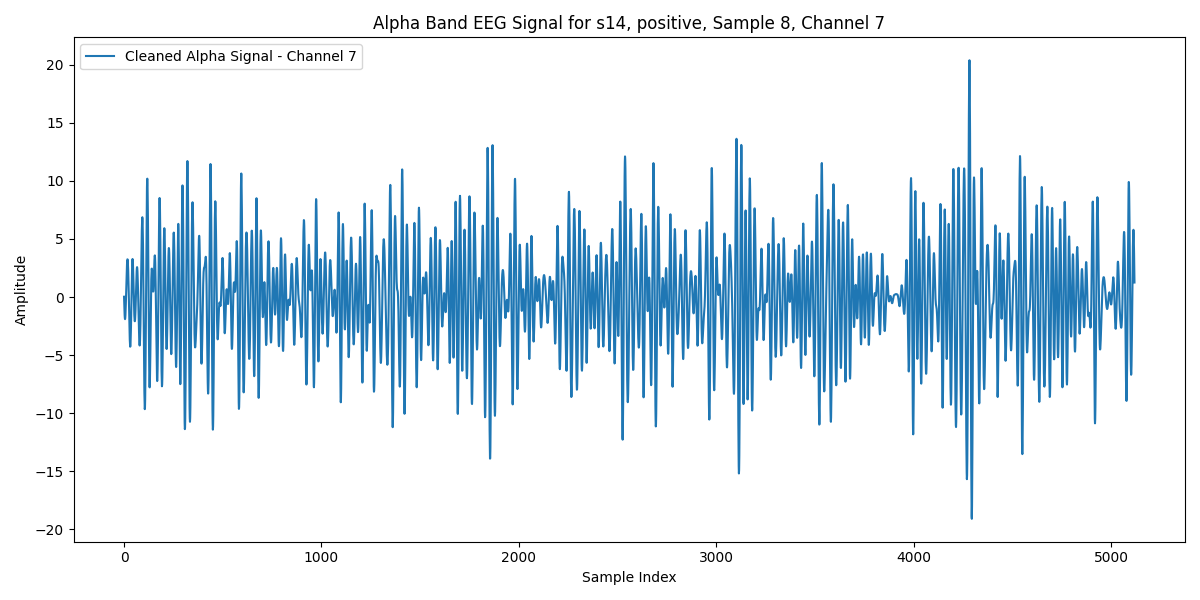 Alpha Band EEG Signal for s14, positive, Sample 8, Channel 7
Cleaned Alpha Signal - Channel 7
20
15
10
5
0
−5
−10
−15
−20
Amplitude
0 1000 2000 3000 4000 5000
Sample Index